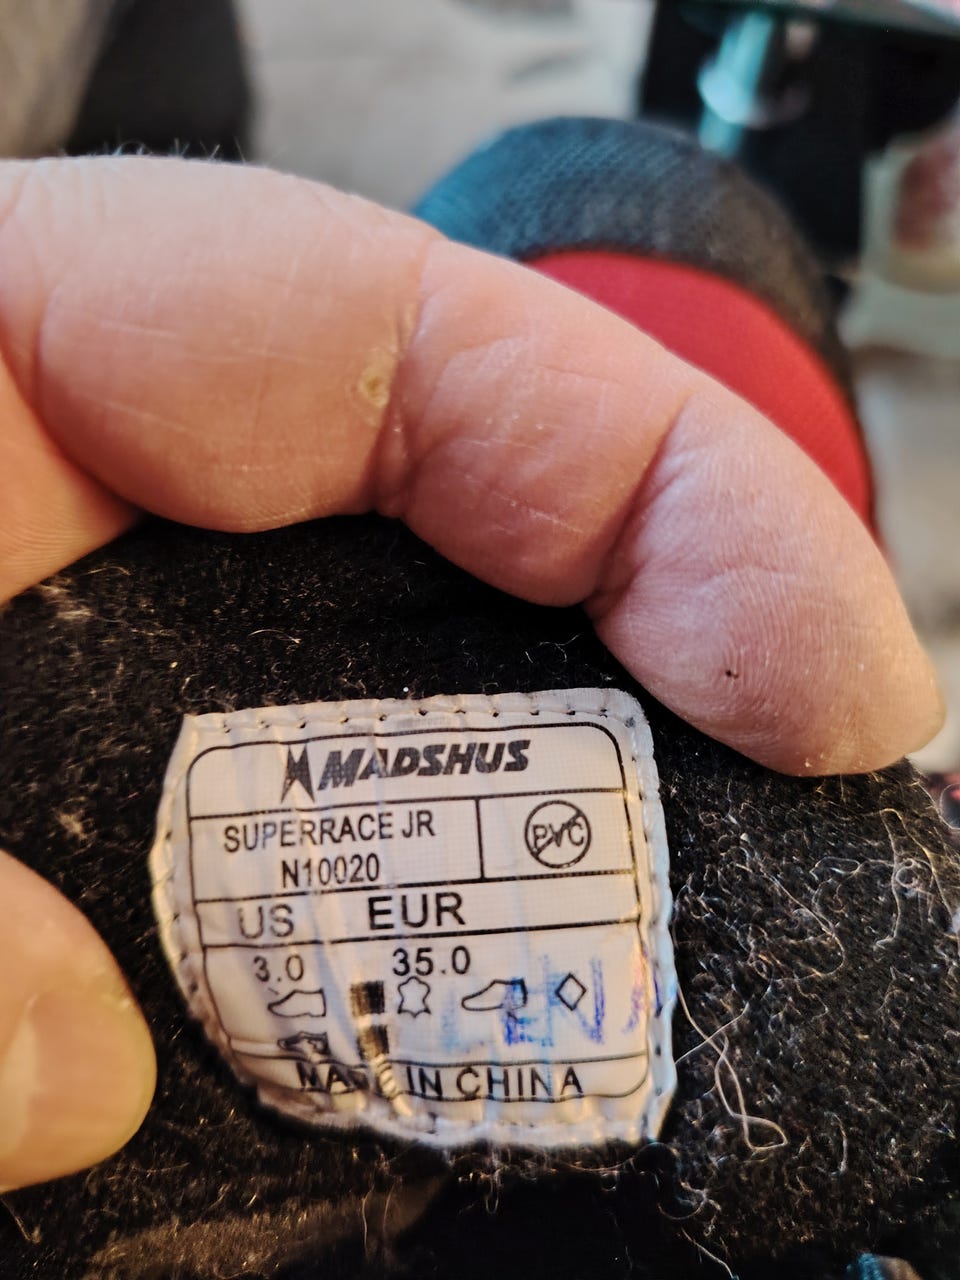 MADSHUS
SUPERRACE JR
N10020
PVC
US EUR
3.0 35.0
MADE IN CHINA